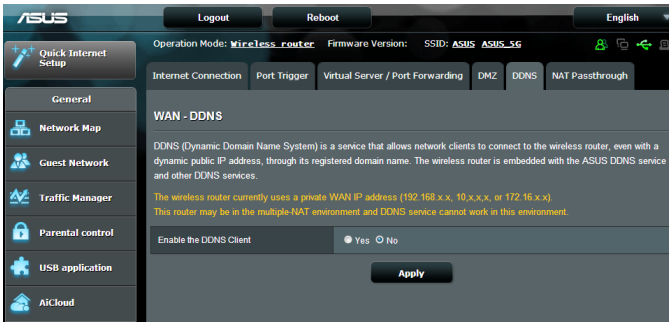 ASUS Logout Reboot English
Operation Mode: Wireless router Firmware Version: SSID: ASUS ASUS_5G
Quick Internet
Setup
General
Network Map
Guest Network
Traffic Manager
Parental control
USB application
AiCloud
Internet Connection Port Trigger Virtual Server / Port Forwarding DMZ DDNS NAT Passthrough
WAN - DDNS
DDNS (Dynamic Domain Name System) is a service that allows network clients to connect to the wireless router, even with a
dynamic public IP address, through its registered domain name. The wireless router is embedded with the ASUS DDNS service
and other DDNS services.
The wireless router currently uses a private WAN IP address (192.168.x.x, 10,x,x,x, or 172.16.x.x).
This router may be in the multiple-NAT environment and DDNS service cannot work in this environment.
Enable the DDNS Client Yes No
Apply